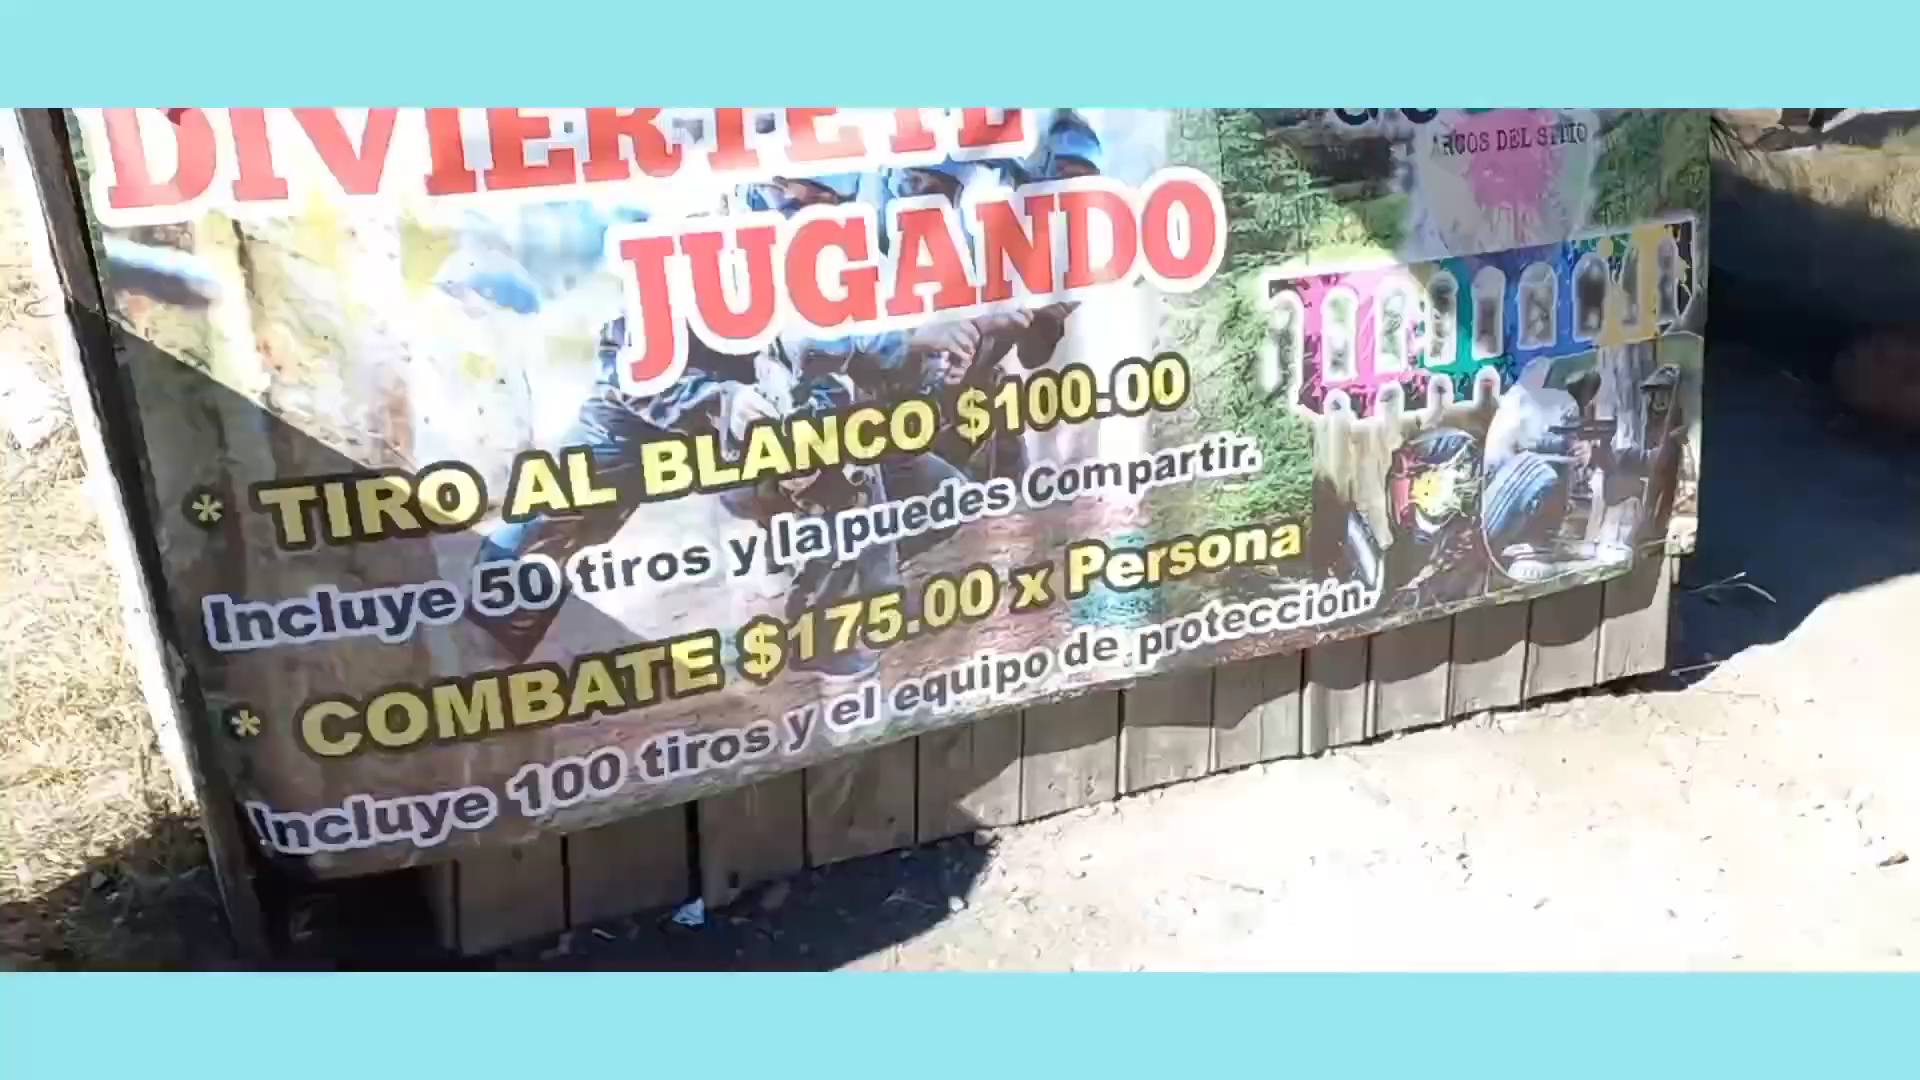 DIVIERTETE
JUGANDO
* TIRO AL BLANCO $100.00
Incluye 50 tiros y la puedes Compartir.
* COMBATE $175.00 x Persona
Incluye 100 tiros y el equipo de protección.
ARCOS DEL SITIO